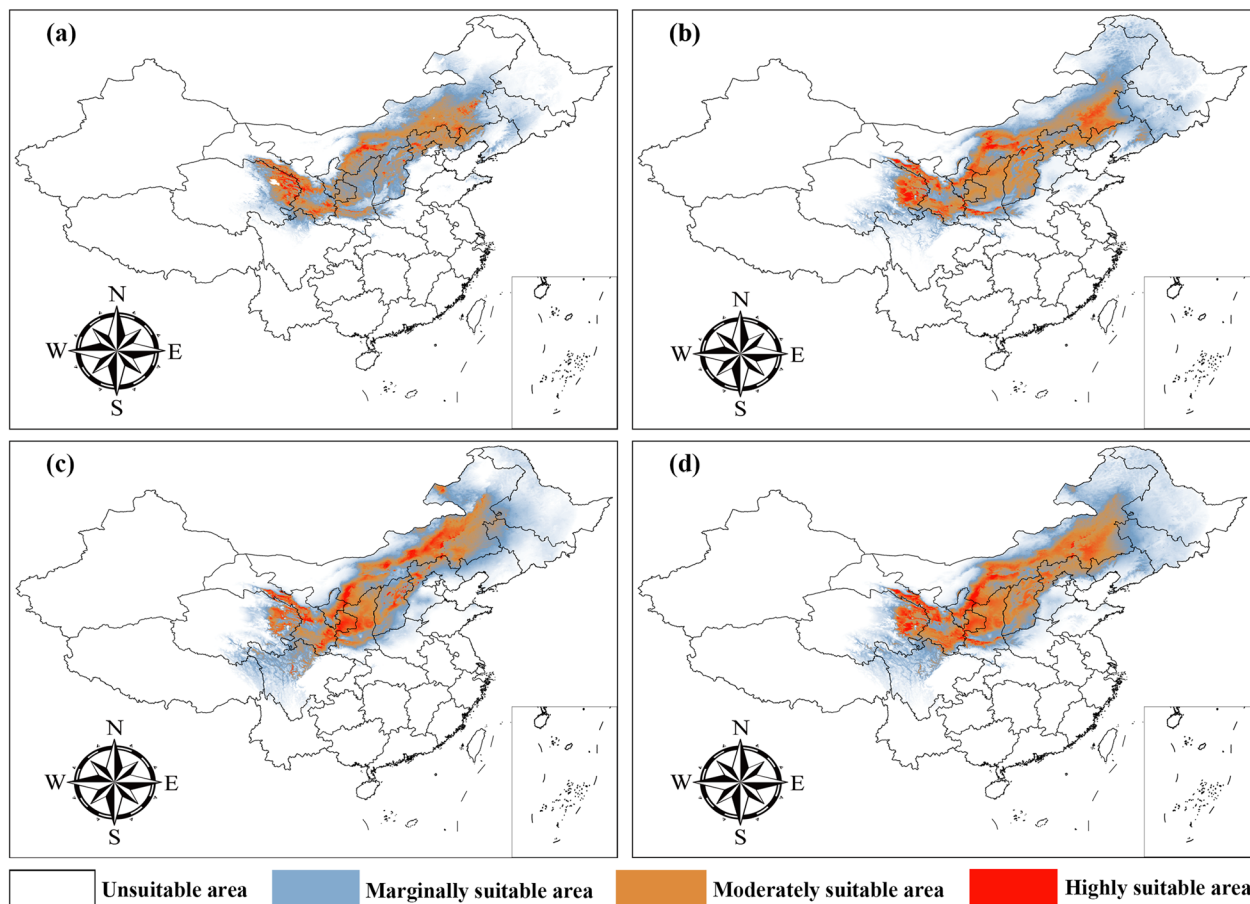 (a)
N
W E
S
(b)
N
W E
S
(c)
N
W E
S
(d)
N
W E
S
Unsuitable area Marginally suitable area Moderately suitable area Highly suitable area